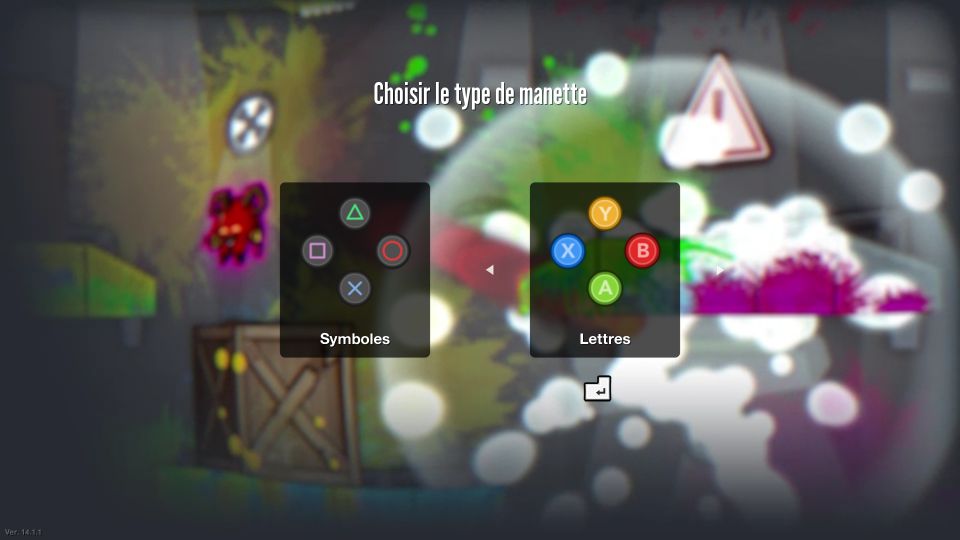 Choisir le type de manette
Y
X B
A
Symboles Lettres
Ver. 14.1.1